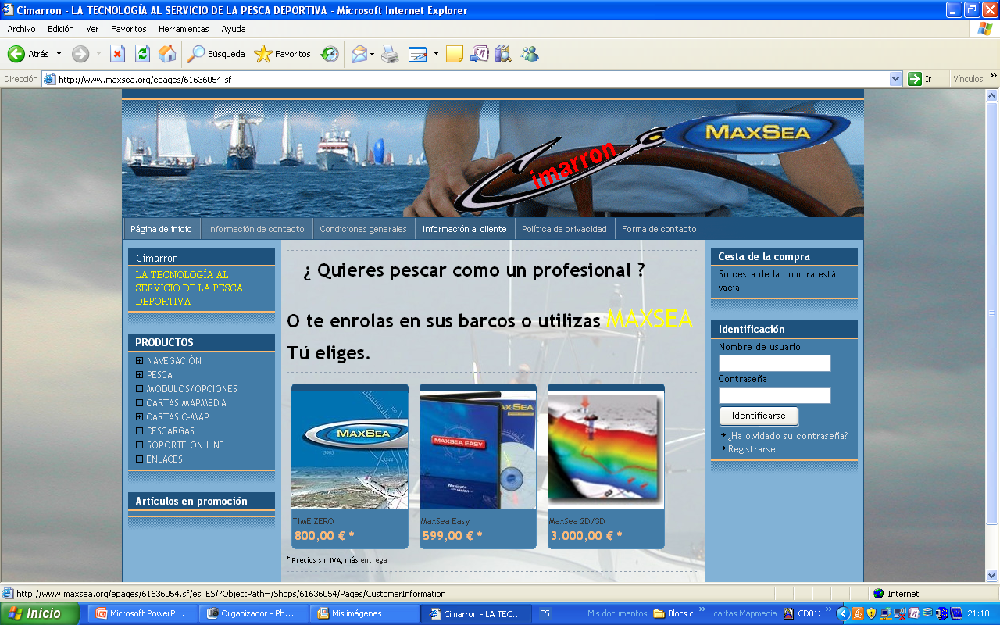 Cimarron - LA TECNOLOGÍA AL SERVICIO DE LA PESCA DEPORTIVA - Microsoft Internet Explorer
Archivo Edición Ver Favoritos Herramientas Ayuda
Atrás Búsqueda Favoritos
Dirección http://www.maxsea.org/epages/61636054.sf Ir Vínculos »
MAXSEA
Cimarron
Página de inicio Información de contacto Condiciones generales Información al cliente Política de privacidad Forma de contacto
Cimarron
LA TECNOLOGÍA AL
SERVICIO DE LA PESCA
DEPORTIVA
PRODUCTOS
NAVEGACIÓN
PESCA
MODULOS/OPCIONES
CARTAS MAPMEDIA
CARTAS C-MAP
DESCARGAS
SOPORTE ON LINE
ENLACES
Artículos en promoción
¿ Quieres pescar como un profesional ?
O te enrolas en sus barcos o utilizas MAXSEA
Tú eliges.
MAXSEA
3465
3244
MAXSEA EASY
Navigate
TIME ZERO
800,00 € *
MaxSea Easy
599,00 € *
MaxSea 2D/3D
3.000,00 € *
* Precios sin IVA, más entrega
Cesta de la compra
Su cesta de la compra está
vacía.
Identificación
Nombre de usuario
Contraseña
Identificarse
¿Ha olvidado su contraseña?
Registrarse
http://www.maxsea.org/epages/61636054.sf/es_ES/?ObjectPath=/Shops/61636054/Pages/CustomerInformation Internet
Inicio Microsoft PowerP... Organizador - Ph... Mis imágenes Cimarron - LA TEC... ES Mis documentos Blocs c » cartas Mapmedia CD01: » 21:10